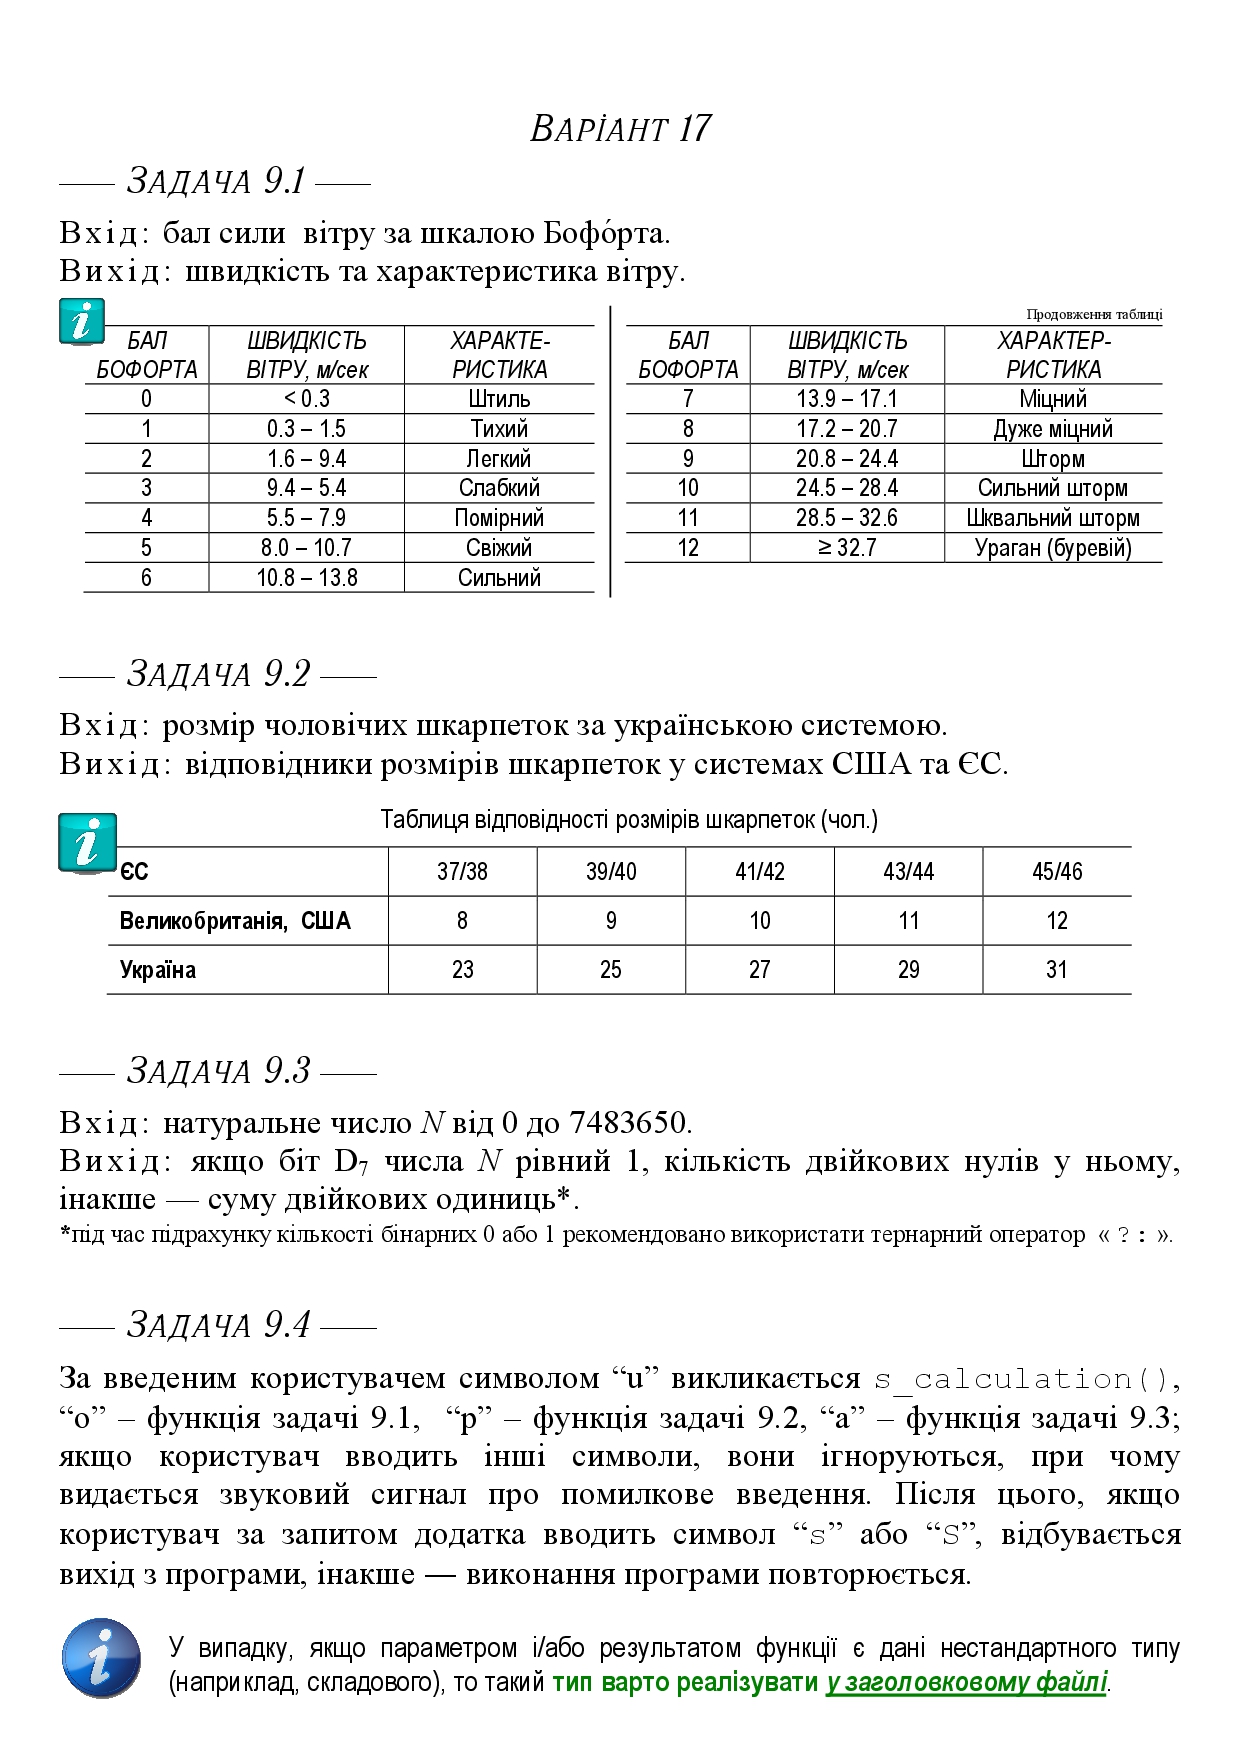 ВАРІАНТ 17
ЗАДАЧА 9.1
Вхід: бал сили вітру за шкалою Бофо́рта.
Вихід: швидкість та характеристика вітру.
БАЛ БОФОРТА ШВИДКІСТЬ ВІТРУ, м/сек ХАРАКТЕ-РИСТИКА
0 < 0.3 Штиль
1 0.3 – 1.5 Тихий
2 1.6 – 9.4 Легкий
3 9.4 – 5.4 Слабкий
4 5.5 – 7.9 Помірний
5 8.0 – 10.7 Свіжий
6 10.8 – 13.8 Сильний
Продовження таблиці
БАЛ БОФОРТА ШВИДКІСТЬ ВІТРУ, м/сек ХАРАКТЕР-РИСТИКА
7 13.9 – 17.1 Міцний
8 17.2 – 20.7 Дуже міцний
9 20.8 – 24.4 Шторм
10 24.5 – 28.4 Сильний шторм
11 28.5 – 32.6 Шквальний шторм
12 ≥ 32.7 Ураган (буревій)
ЗАДАЧА 9.2
Вхід: розмір чоловічих шкарпеток за українською системою.
Вихід: відповідники розмірів шкарпеток у системах США та ЄС.
Таблиця відповідності розмірів шкарпеток (чол.)
ЄС 37/38 39/40 41/42 43/44 45/46
Великобританія, США 8 9 10 11 12
Україна 23 25 27 29 31
ЗАДАЧА 9.3
Вхід: натуральне число N від 0 до 7483650.
Вихід: якщо біт D₇ числа N рівний 1, кількість двійкових нулів у ньому,
інакше — суму двійкових одиниць*.
*під час підрахунку кількості бінарних 0 або 1 рекомендовано використати тернарний оператор « ? : ».
ЗАДАЧА 9.4
За введеним користувачем символом “u” викликається s_calculation(),
“o” – функція задачі 9.1, “p” – функція задачі 9.2, “a” – функція задачі 9.3;
якщо користувач вводить інші символи, вони ігноруються, при чому
видається звуковий сигнал про помилкове введення. Після цього, якщо
користувач за запитом додатка вводить символ “s” або “S”, відбувається
вихід з програми, інакше — виконання програми повторюється.
У випадку, якщо параметром і/або результатом функції є дані нестандартного типу
(наприклад, складового), то такий тип варто реалізувати у заголовковому файлі.